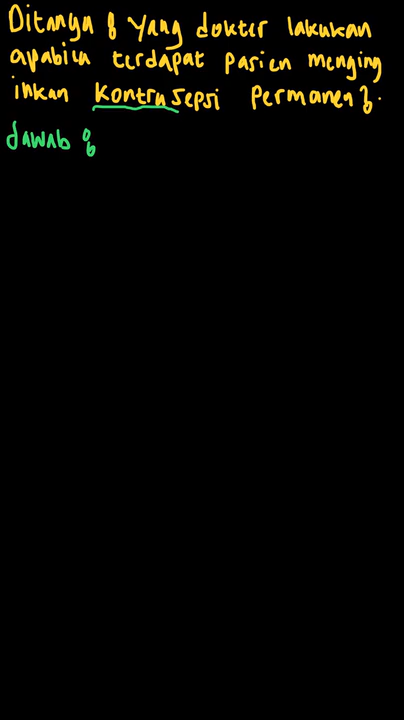 Ditanya : Yang dokter lakukan
apabila terdapat pasien menging
inkan kontrasepsi permanen?.
Jawab :